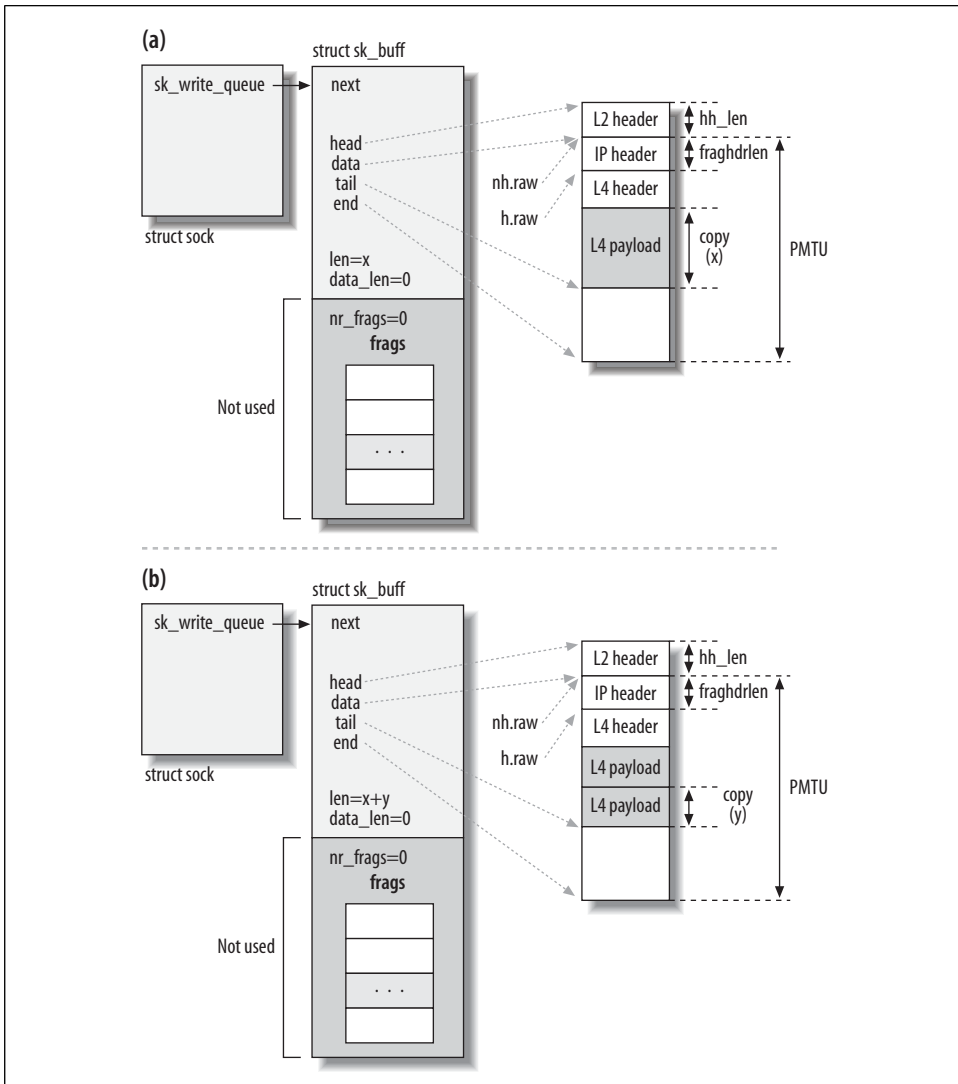 (a)
struct sk_buff
sk_write_queue
next
head
data
tail
end
len=x
data_len=0
nr_frags=0
frags
. . .
Not used
struct sock
L2 header
IP header
L4 header
L4 payload
nh.raw
h.raw
hh_len
fraghdrlen
copy
(x)
PMTU
(b)
struct sk_buff
sk_write_queue
next
head
data
tail
end
len=x+y
data_len=0
nr_frags=0
frags
. . .
Not used
struct sock
L2 header
IP header
L4 header
L4 payload
L4 payload
nh.raw
h.raw
hh_len
fraghdrlen
copy
(y)
PMTU